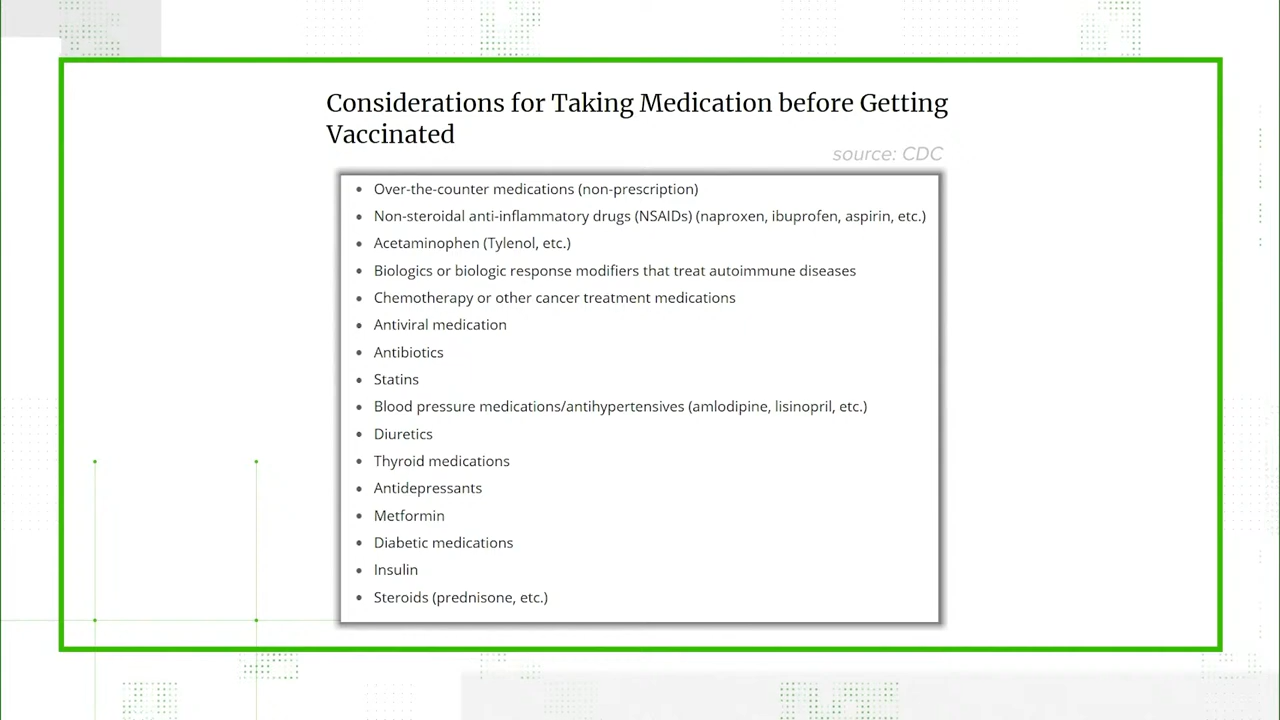 Considerations for Taking Medication before Getting
Vaccinated
source: CDC
• Over-the-counter medications (non-prescription)
• Non-steroidal anti-inflammatory drugs (NSAIDs) (naproxen, ibuprofen, aspirin, etc.)
• Acetaminophen (Tylenol, etc.)
• Biologics or biologic response modifiers that treat autoimmune diseases
• Chemotherapy or other cancer treatment medications
• Antiviral medication
• Antibiotics
• Statins
• Blood pressure medications/antihypertensives (amlodipine, lisinopril, etc.)
• Diuretics
• Thyroid medications
• Antidepressants
• Metformin
• Diabetic medications
• Insulin
• Steroids (prednisone, etc.)